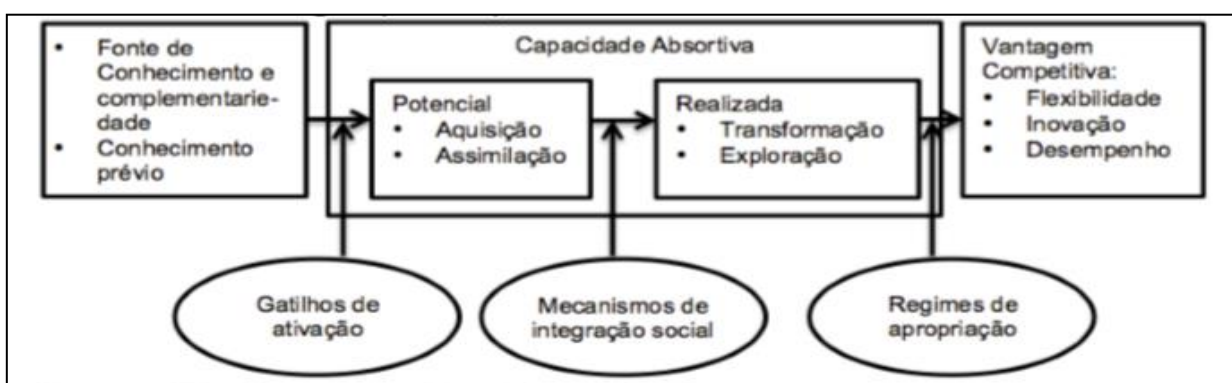 • Fonte de
Conhecimento e
complementarie-
dade
• Conhecimento
prévio
Capacidade Absortiva
Potencial
• Aquisição
• Assimilação
Realizada
• Transformação
• Exploração
Vantagem
Competitiva:
• Flexibilidade
• Inovação
• Desempenho
Gatilhos de
ativação
Mecanismos de
integração social
Regimes de
apropriação